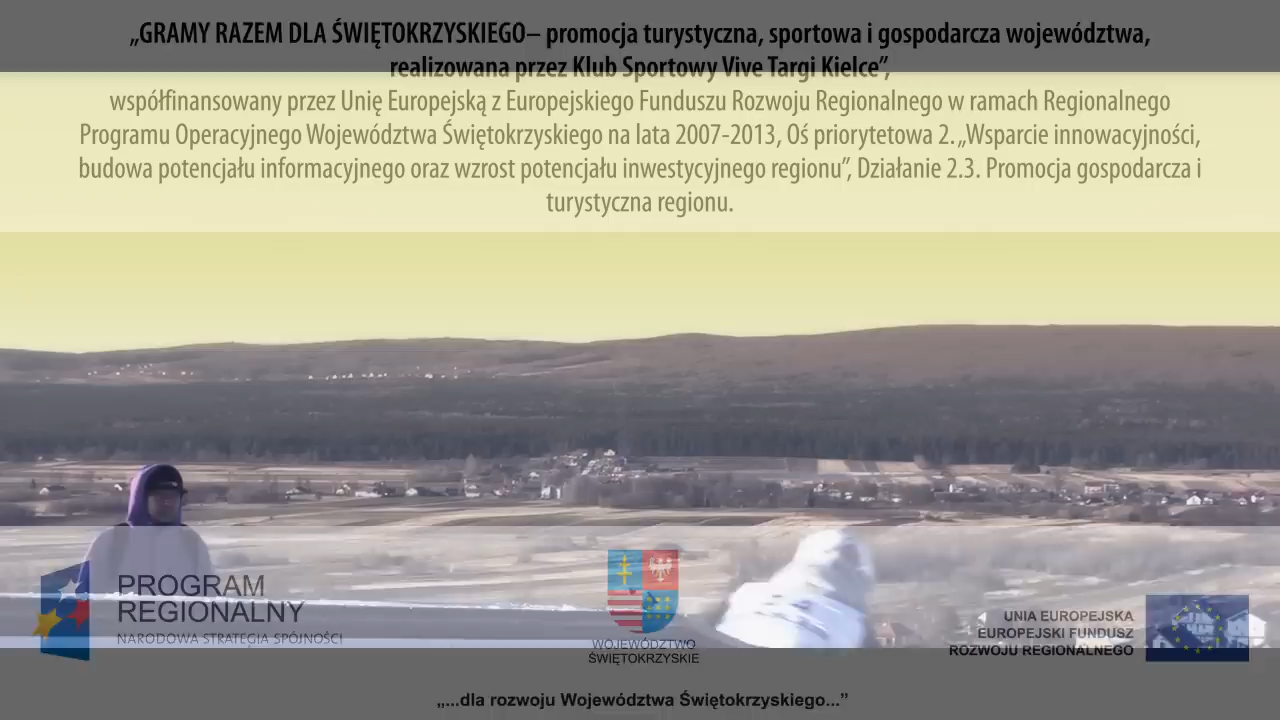 „GRAMY RAZEM DLA ŚWIĘTOKRZYSKIEGO– promocja turystyczna, sportowa i gospodarcza województwa,
realizowana przez Klub Sportowy Vive Targi Kielce”,
współfinansowany przez Unię Europejską z Europejskiego Funduszu Rozwoju Regionalnego w ramach Regionalnego
Programu Operacyjnego Województwa Świętokrzyskiego na lata 2007-2013, Oś priorytetowa 2. „Wsparcie innowacyjności,
budowa potencjału informacyjnego oraz wzrost potencjału inwestycyjnego regionu”, Działanie 2.3. Promocja gospodarcza i
turystyczna regionu.
PROGRAM
REGIONALNY
NARODOWA STRATEGIA SPÓJNOŚCI
WOJEWÓDZTWO
ŚWIĘTOKRZYSKIE
UNIA EUROPEJSKA
EUROPEJSKI FUNDUSZ
ROZWOJU REGIONALNEGO
„...dla rozwoju Województwa Świętokrzyskiego...”